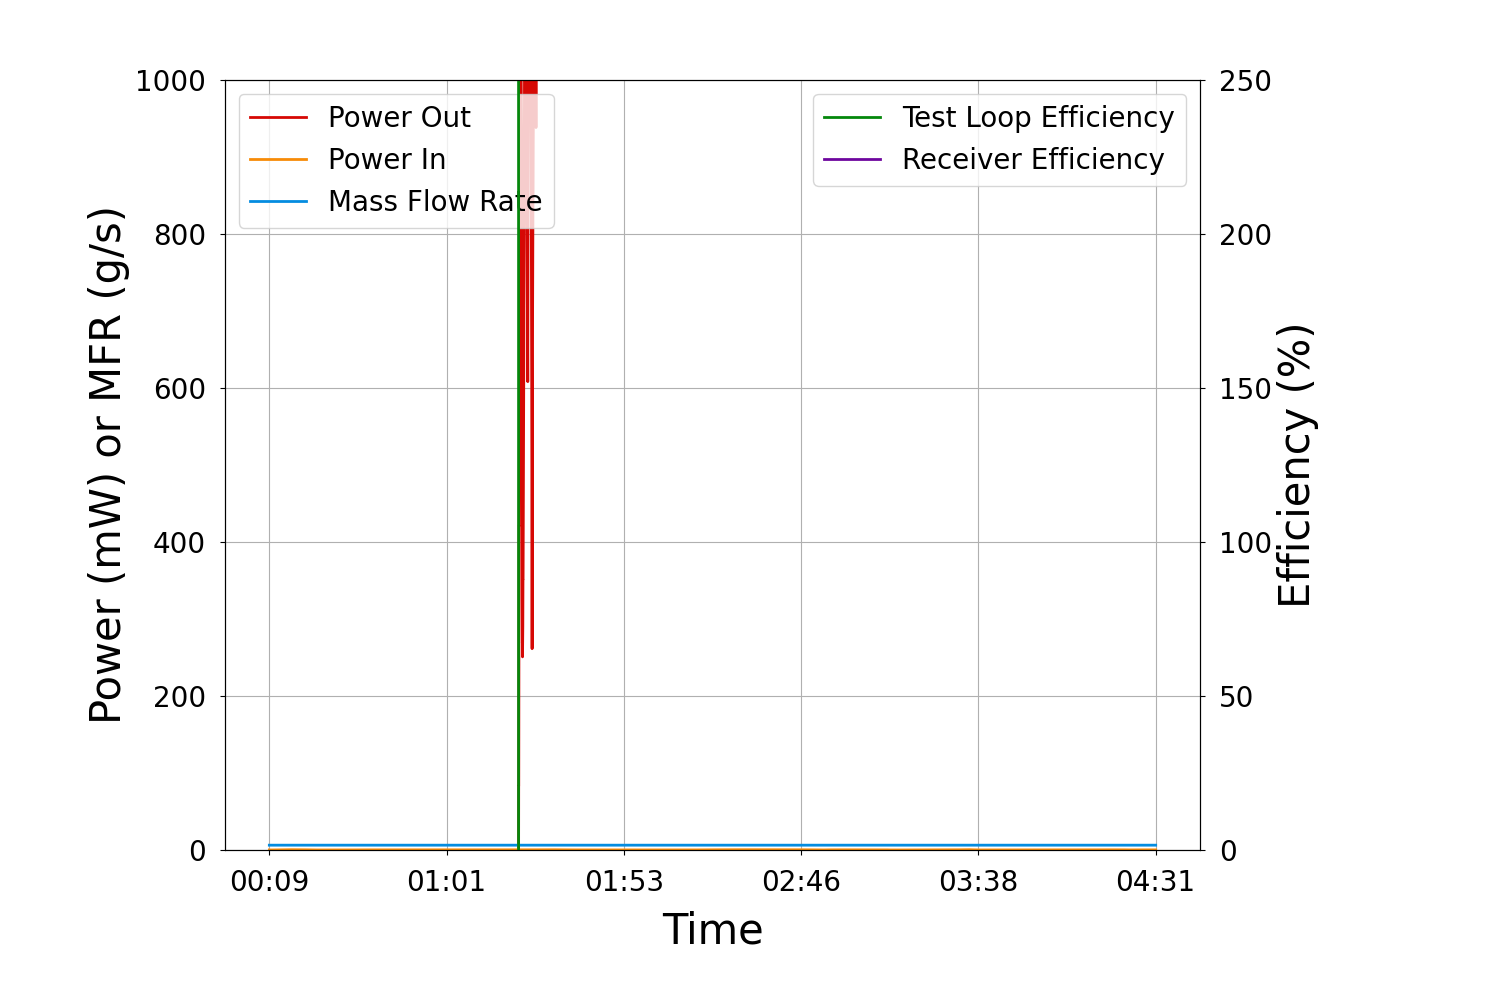 Power (mW) or MFR (g/s)
1000
800
600
400
200
0
Power Out
Power In
Mass Flow Rate
Test Loop Efficiency
Receiver Efficiency
250
200
150
100
50
0
Efficiency (%)
00:09 01:01 01:53 02:46 03:38 04:31
Time